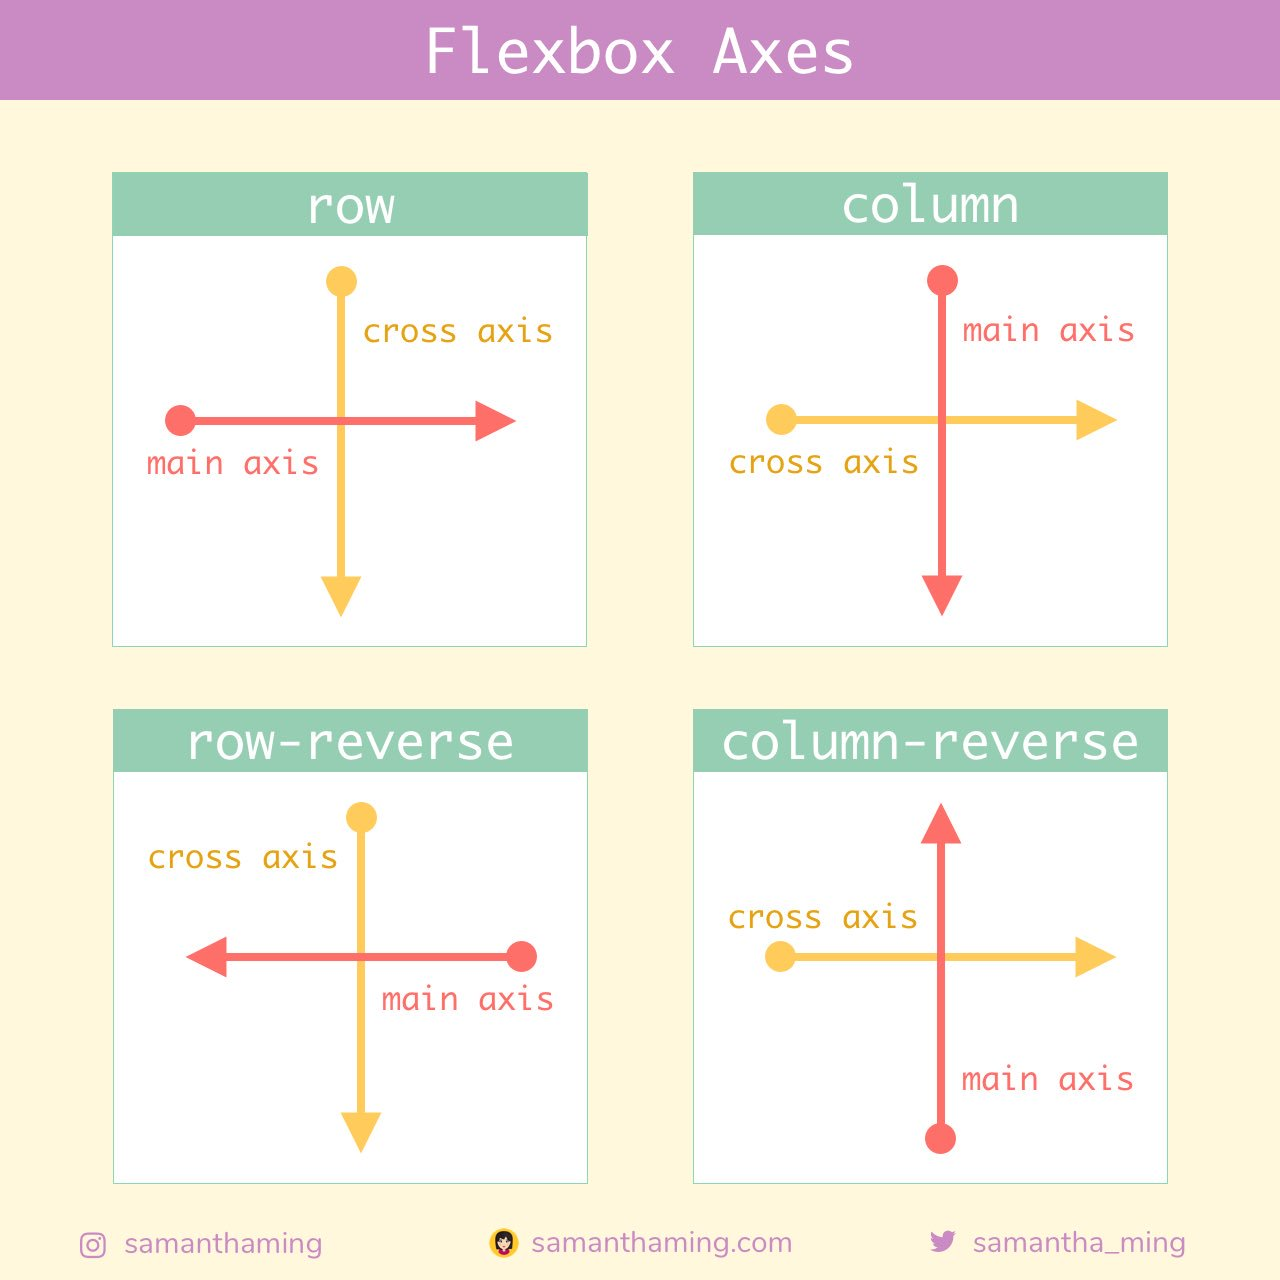 Flexbox Axes
row
cross axis
main axis
column
main axis
cross axis
row-reverse
cross axis
main axis
column-reverse
cross axis
main axis
samanthaming
samanthaming.com
samantha_ming